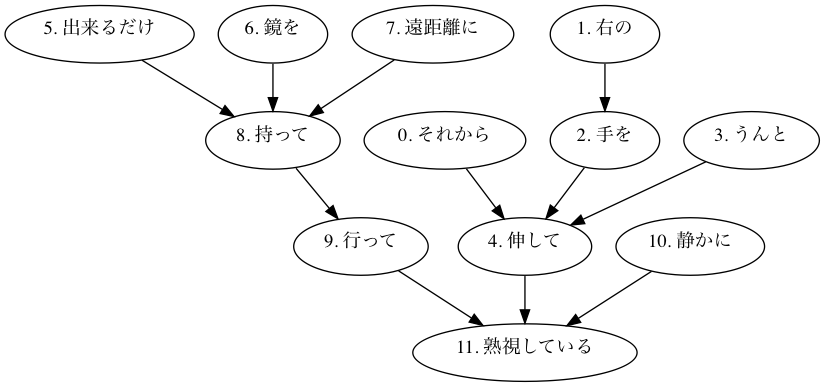 5. 出来るだけ
6. 鏡を
7. 遠距離に
1. 右の
8. 持って
0. それから
2. 手を
3. うんと
9. 行って
4. 伸して
10. 静かに
11. 熟視している